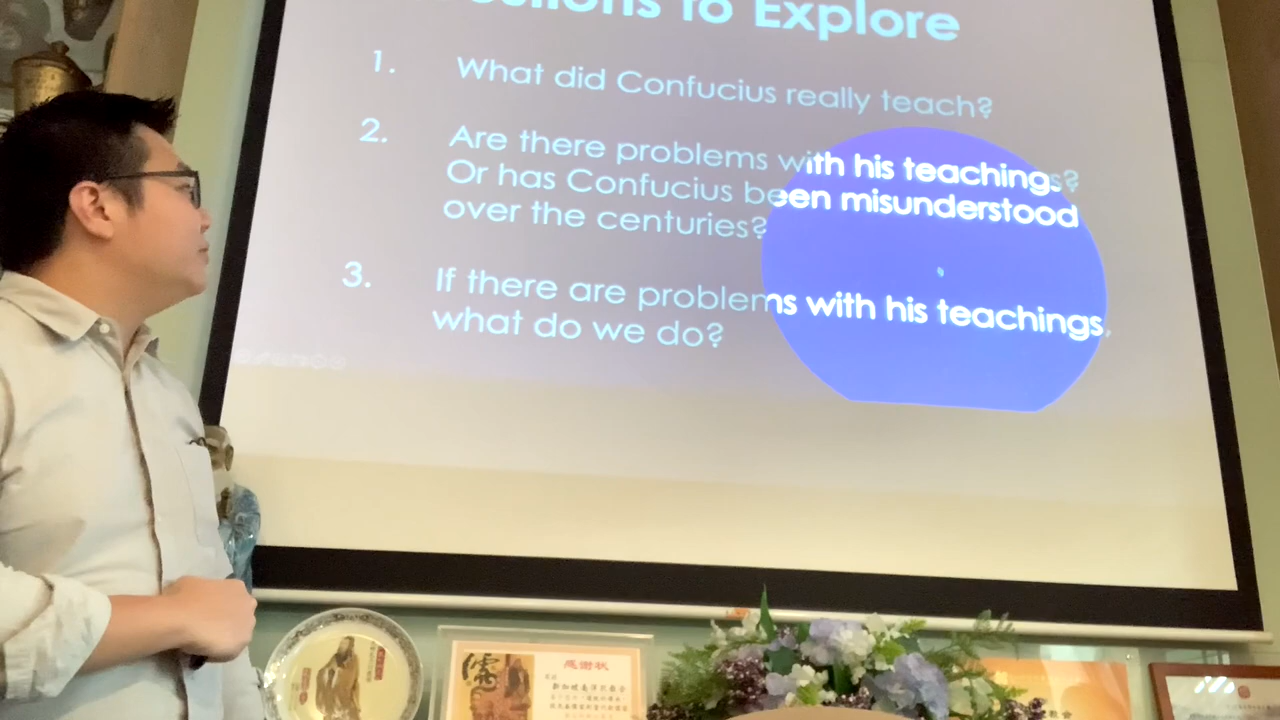 to Explore
1. What did Confucius really teach?
2. Are there problems with his teachings?
Or has Confucius been misunderstood
over the centuries?
3. If there are problems with his teachings,
what do we do?
儒
感謝狀